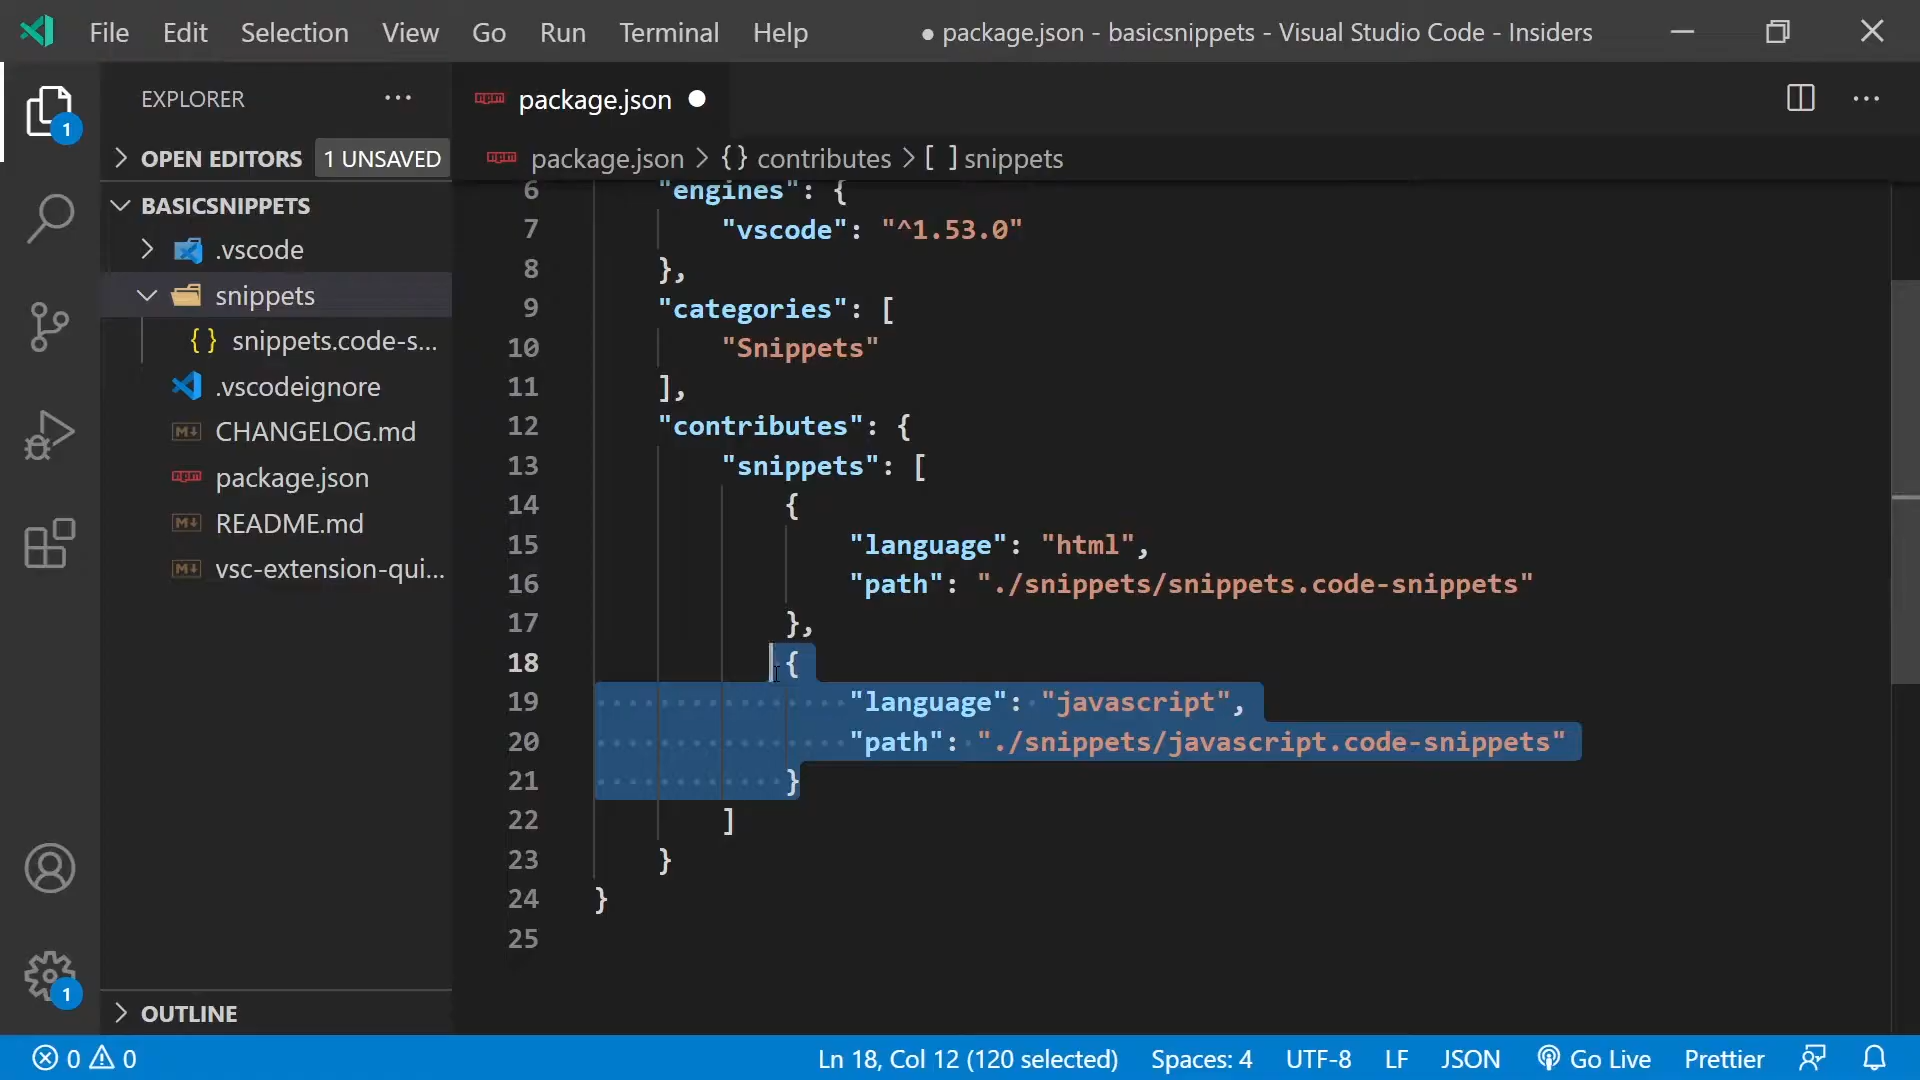 File Edit Selection View Go Run Terminal Help ● package.json - basicsnippets - Visual Studio Code - Insiders
EXPLORER ···
OPEN EDITORS 1 UNSAVED
BASICSNIPPETS
.vscode
snippets
{ } snippets.code-s...
.vscodeignore
CHANGELOG.md
package.json
README.md
vsc-extension-qui...
OUTLINE
1
1
package.json ●
package.json > {} contributes > [ ] snippets
6 "engines": {
7 "vscode": "^1.53.0"
8 },
9 "categories": [
10 "Snippets"
11 ],
12 "contributes": {
13 "snippets": [
14 {
15 "language": "html",
16 "path": "./snippets/snippets.code-snippets"
17 },
18 {
19 "language": "javascript",
20 "path": "./snippets/javascript.code-snippets"
21 }
22 ]
23 }
24 }
25
0 0 Ln 18, Col 12 (120 selected) Spaces: 4 UTF-8 LF JSON Go Live Prettier